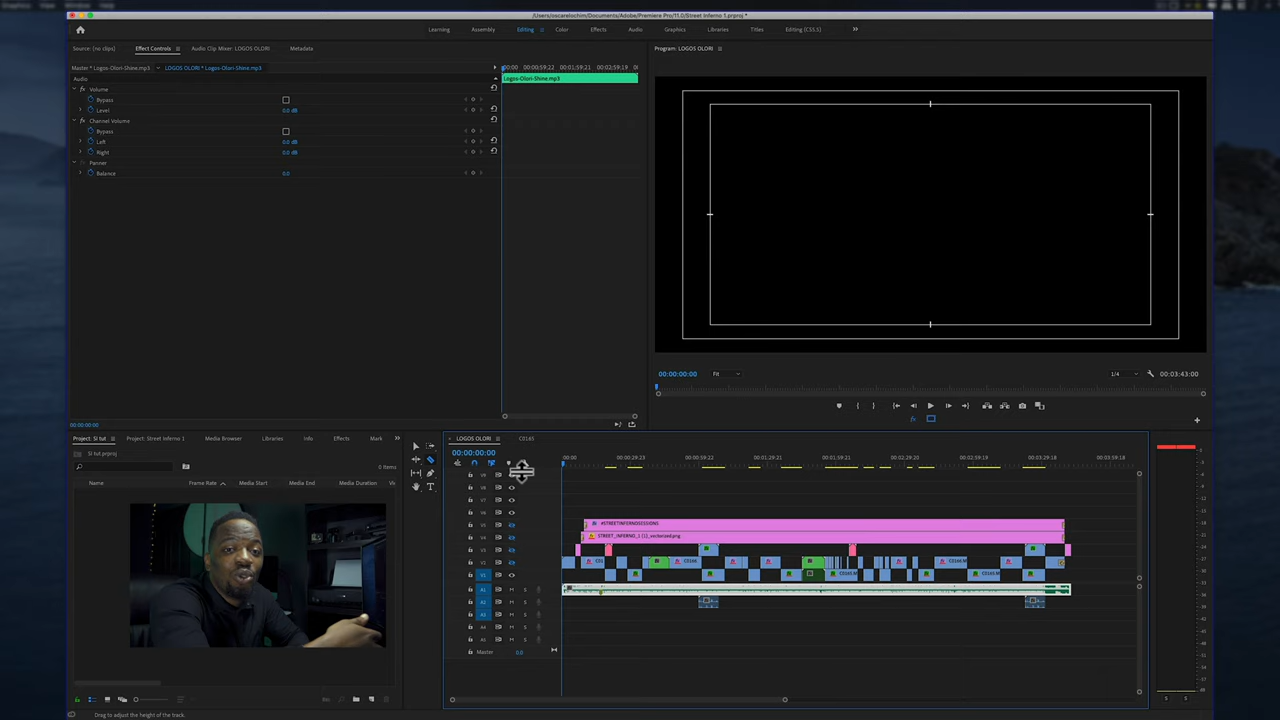 Graphics View Window
/Users/oscarelochim/Documents/Adobe/Premiere Pro/11.0/Street Inferno 1.prproj *
Learning Assembly Editing Color Effects Audio Graphics Libraries Titles Editing (CS5.5)
Source: (no clips) Effect Controls Audio Clip Mixer: LOGOS OLORI Metadata
Program: LOGOS OLORI
Master * Logos-Olori-Shine.mp3 LOGOS OLORI * Logos-Olori-Shine.mp3
:00:00 00:00:59:22 00:01:59:21 00:02:59:19
Audio
Logos-Olori-Shine.mp3
fx Volume
Bypass
Level 0.0 dB
fx Channel Volume
Bypass
Left 0.0 dB
Right 0.0 dB
Panner
Balance 0.0
00:00:00:00 Fit 1/4 00:03:43:00
00:00:00:00
Project: SI tut Project: Street Inferno 1 Media Browser Libraries Info Effects Mark
SI tut.prproj
0 Items
Name Frame Rate Media Start Media End Media Duration
LOGOS OLORI C0165
00:00:00:00
:00:00 00:00:29:23 00:00:59:22 00:01:29:21 00:01:59:21 00:02:29:20 00:02:59:19 00:03:29:18 00:03:59:18
V9
V8
V7
V6
V5 #STREETINFERNOSESSIONS
V4 STREET_INFERNO_1 (1)_vectorized.png
V3
V2
V1
A1 M S
A2 M S
A3 M S
A4 M S
A5 M S
Master 0.0
S S
Drag to adjust the height of the track.